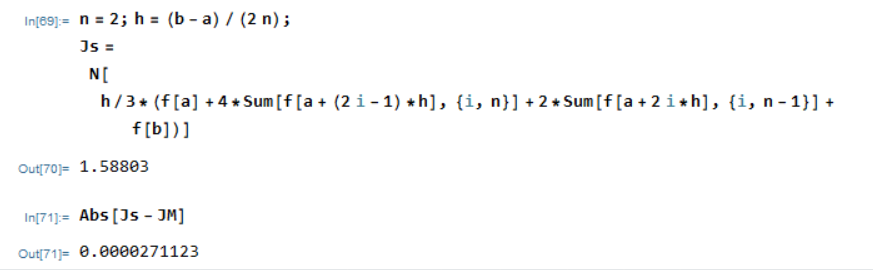 In[69]:= n = 2; h = (b - a) / (2 n);
Js =
N[
h / 3 * (f[a] + 4 * Sum[f[a + (2 i - 1) * h], {i, n}] + 2 * Sum[f[a + 2 i * h], {i, n - 1}] +
f[b])]
Out[70]= 1.58803
In[71]:= Abs[Js - JM]
Out[71]= 0.0000271123